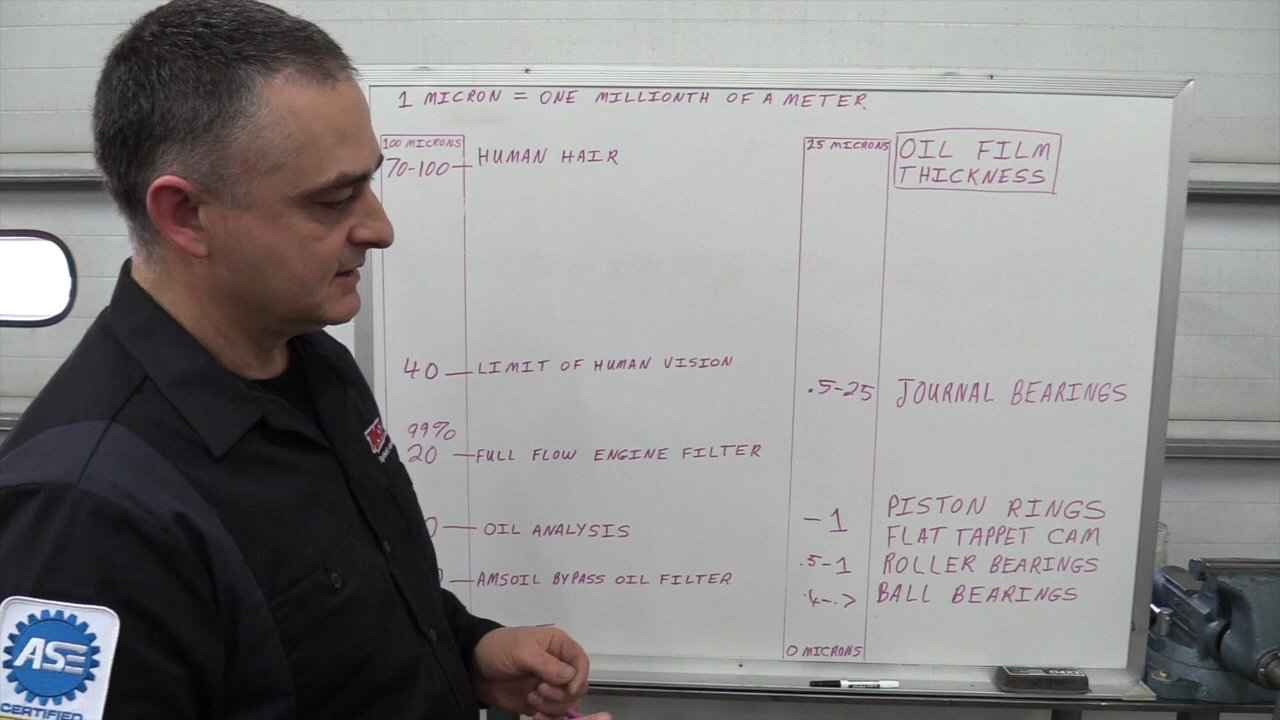 1 MICRON = ONE MILLIONTH OF A METER
100 MICRONS
70-100 HUMAN HAIR
40 LIMIT OF HUMAN VISION
99%
20 FULL FLOW ENGINE FILTER
0 OIL ANALYSIS
AMSOIL BYPASS OIL FILTER
25 MICRONS
OIL FILM
THICKNESS
.5-25 JOURNAL BEARINGS
-1 PISTON RINGS
FLAT TAPPET CAM
.5-1 ROLLER BEARINGS
BALL BEARINGS
0 MICRONS
ASE
CERTIFIED